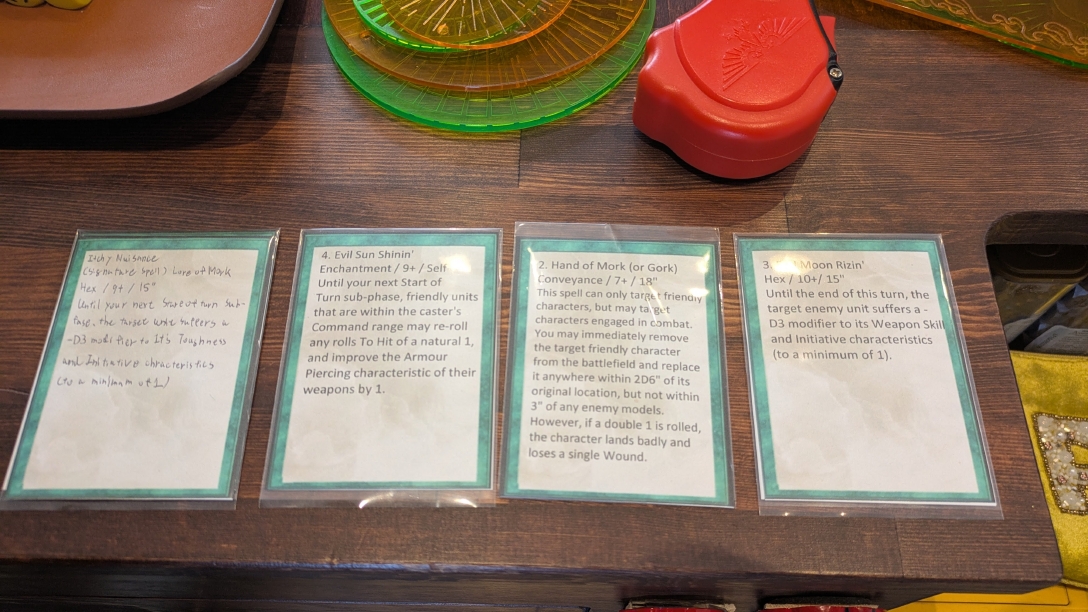 Itchy Nuisance
(signature spell) Lore of Mork
Hex / 9+ / 15"
Until your next Start of turn Sub-
-D3 modifier to its Toughness
and Initiative characteristics
(to a minimum of 1)
4. Evil Sun Shinin'
Enchantment / 9+ / Self
Until your next Start of
Turn sub-phase, friendly units
that are within the caster's
Command range may re-roll
any rolls To Hit of a natural 1,
and improve the Armour
Piercing characteristic of their
weapons by 1.
2. Hand of Mork (or Gork)
Conveyance / 7+ / 18"
This spell can only target friendly
characters, but may target
characters engaged in combat.
You may immediately remove
the target friendly character
from the battlefield and replace
it anywhere within 2D6" of its
original location, but not within
3" of any enemy models.
However, if a double 1 is rolled,
the character lands badly and
loses a single Wound.
3. Moon Rizin'
Hex / 10+/ 15"
Until the end of this turn, the
target enemy unit suffers a -
D3 modifier to its Weapon Skill
and Initiative characteristics
(to a minimum of 1).